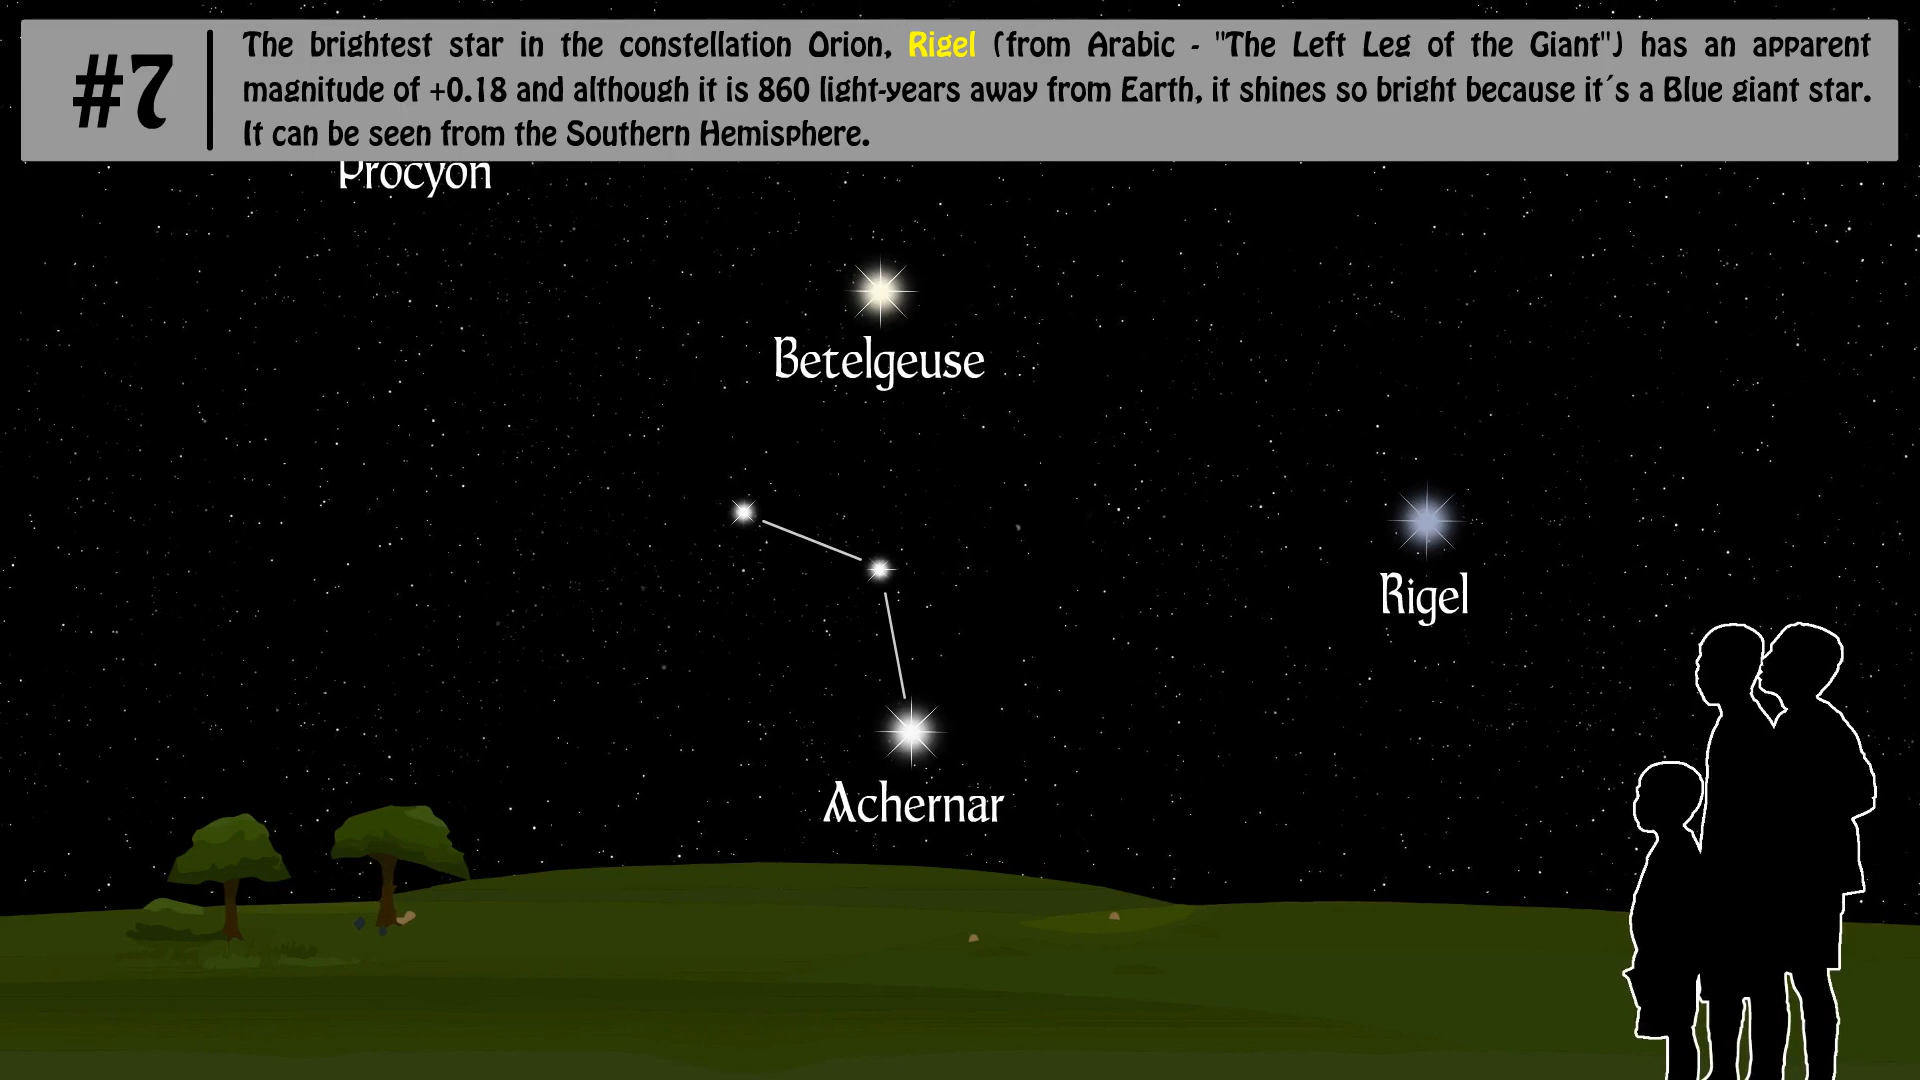 #7
The brightest star in the constellation Orion, Rigel (from Arabic - "The Left Leg of the Giant") has an apparent
magnitude of +0.18 and although it is 860 light-years away from Earth, it shines so bright because it´s a Blue giant star.
It can be seen from the Southern Hemisphere.
Procyon
Betelgeuse
Rigel
Achernar